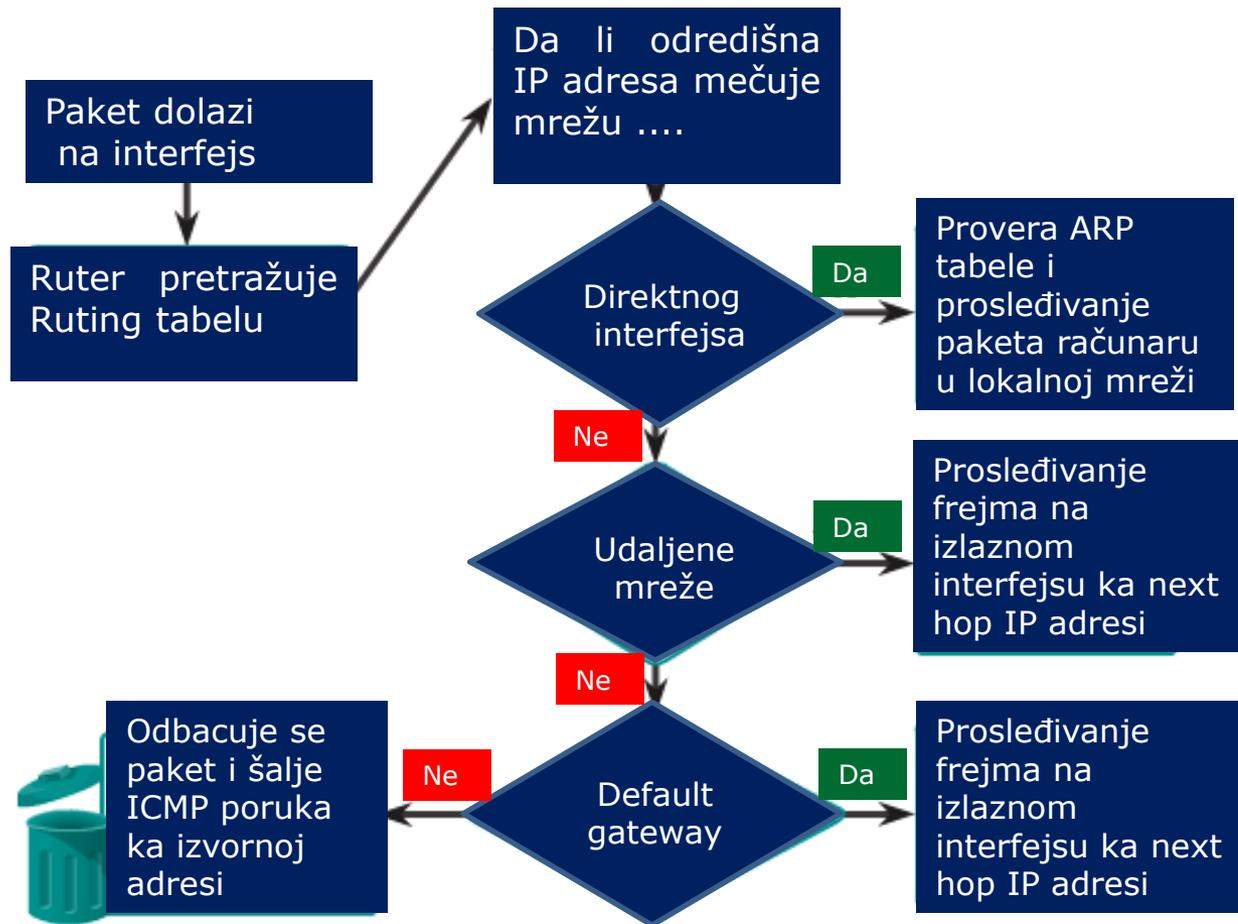 Paket dolazi
na interfejs
Ruter pretražuje
Ruting tabelu
Da li odredišna
IP adresa mečuje
mrežu ....
Direktnog
interfejsa
Da
Provera ARP
tabele i
prosleđivanje
paketa računaru
u lokalnoj mreži
Ne
Udaljene
mreže
Da
Prosleđivanje
frejma na
izlaznom
interfejsu ka next
hop IP adresi
Ne
Default
gateway
Da
Prosleđivanje
frejma na
izlaznom
interfejsu ka next
hop IP adresi
Ne
Odbacuje se
paket i šalje
ICMP poruka
ka izvornoj
adresi